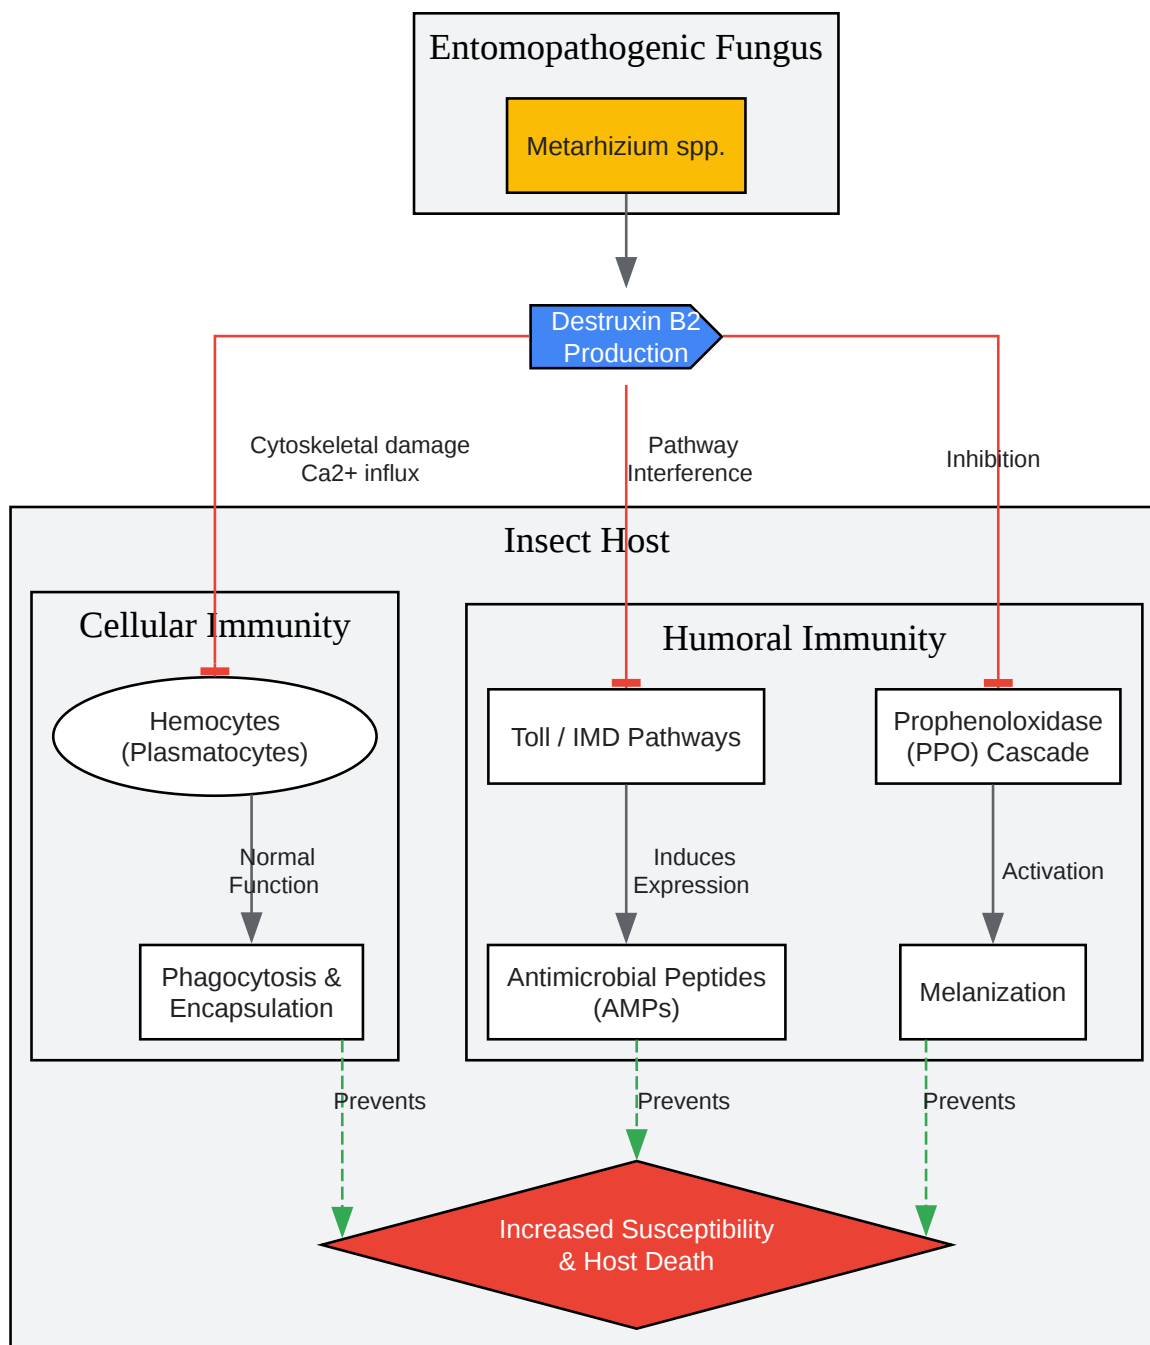 Entomopathogenic Fungus
Metarhizium spp.
Destruxin B2
Production
Cytoskeletal damage
Ca2+ influx
Pathway
Interference
Inhibition
Insect Host
Cellular Immunity
Humoral Immunity
Hemocytes
(Plasmatocytes)
Toll / IMD Pathways
Prophenoloxidase
(PPO) Cascade
Normal
Function
Induces
Expression
Activation
Phagocytosis &
Encapsulation
Antimicrobial Peptides
(AMPs)
Melanization
Prevents
Prevents
Prevents
Increased Susceptibility
& Host Death